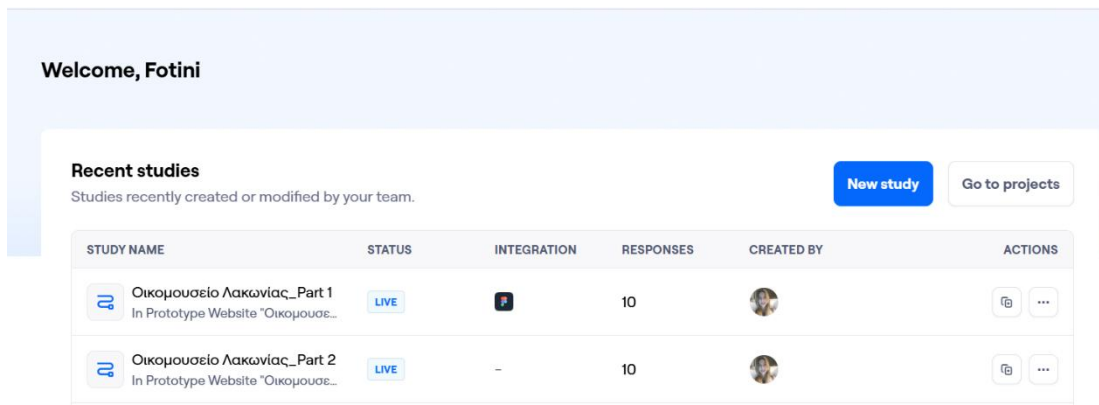 Welcome, Fotini
Recent studies
Studies recently created or modified by your team.
New study
Go to projects
STUDY NAME STATUS INTEGRATION RESPONSES CREATED BY ACTIONS
Οικομουσείο Λακωνίας_Part 1
In Prototype Website "Οικομουσε...
LIVE
10
Οικομουσείο Λακωνίας_Part 2
In Prototype Website "Οικομουσε...
LIVE
-
10